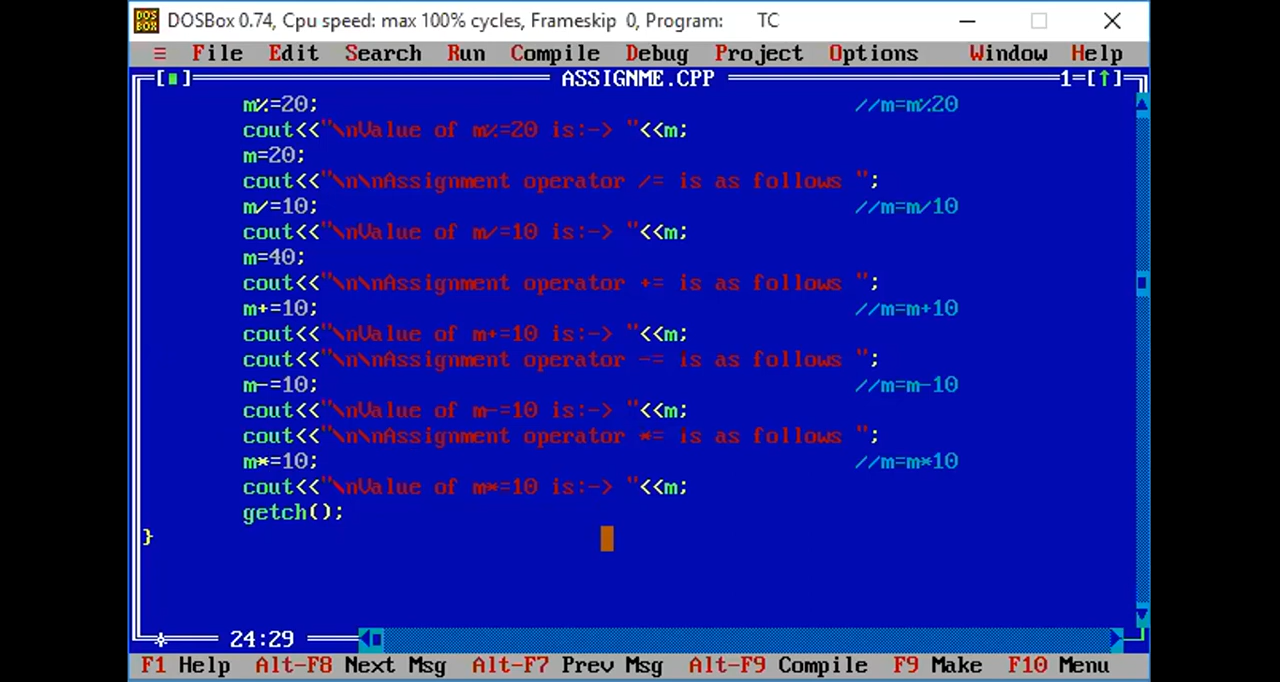 DOSBox 0.74, Cpu speed: max 100% cycles, Frameskip 0, Program: TC
≡ File Edit Search Run Compile Debug Project Options Window Help
[■] ASSIGNME.CPP 1=[↑]
m%=20; //m=m%20
cout<<"\nValue of m%=20 is:-> "<<m;
m=20;
cout<<"\n\nAssignment operator /= is as follows ";
m/=10; //m=m/10
cout<<"\nValue of m/=10 is:-> "<<m;
m=40;
cout<<"\n\nAssignment operator += is as follows ";
m+=10; //m=m+10
cout<<"\nValue of m+=10 is:-> "<<m;
cout<<"\n\nAssignment operator -= is as follows ";
m-=10; //m=m-10
cout<<"\nValue of m-=10 is:-> "<<m;
cout<<"\n\nAssignment operator *= is as follows ";
m*=10; //m=m*10
cout<<"\nValue of m*=10 is:-> "<<m;
getch();
}
24:29
F1 Help Alt-F8 Next Msg Alt-F7 Prev Msg Alt-F9 Compile F9 Make F10 Menu